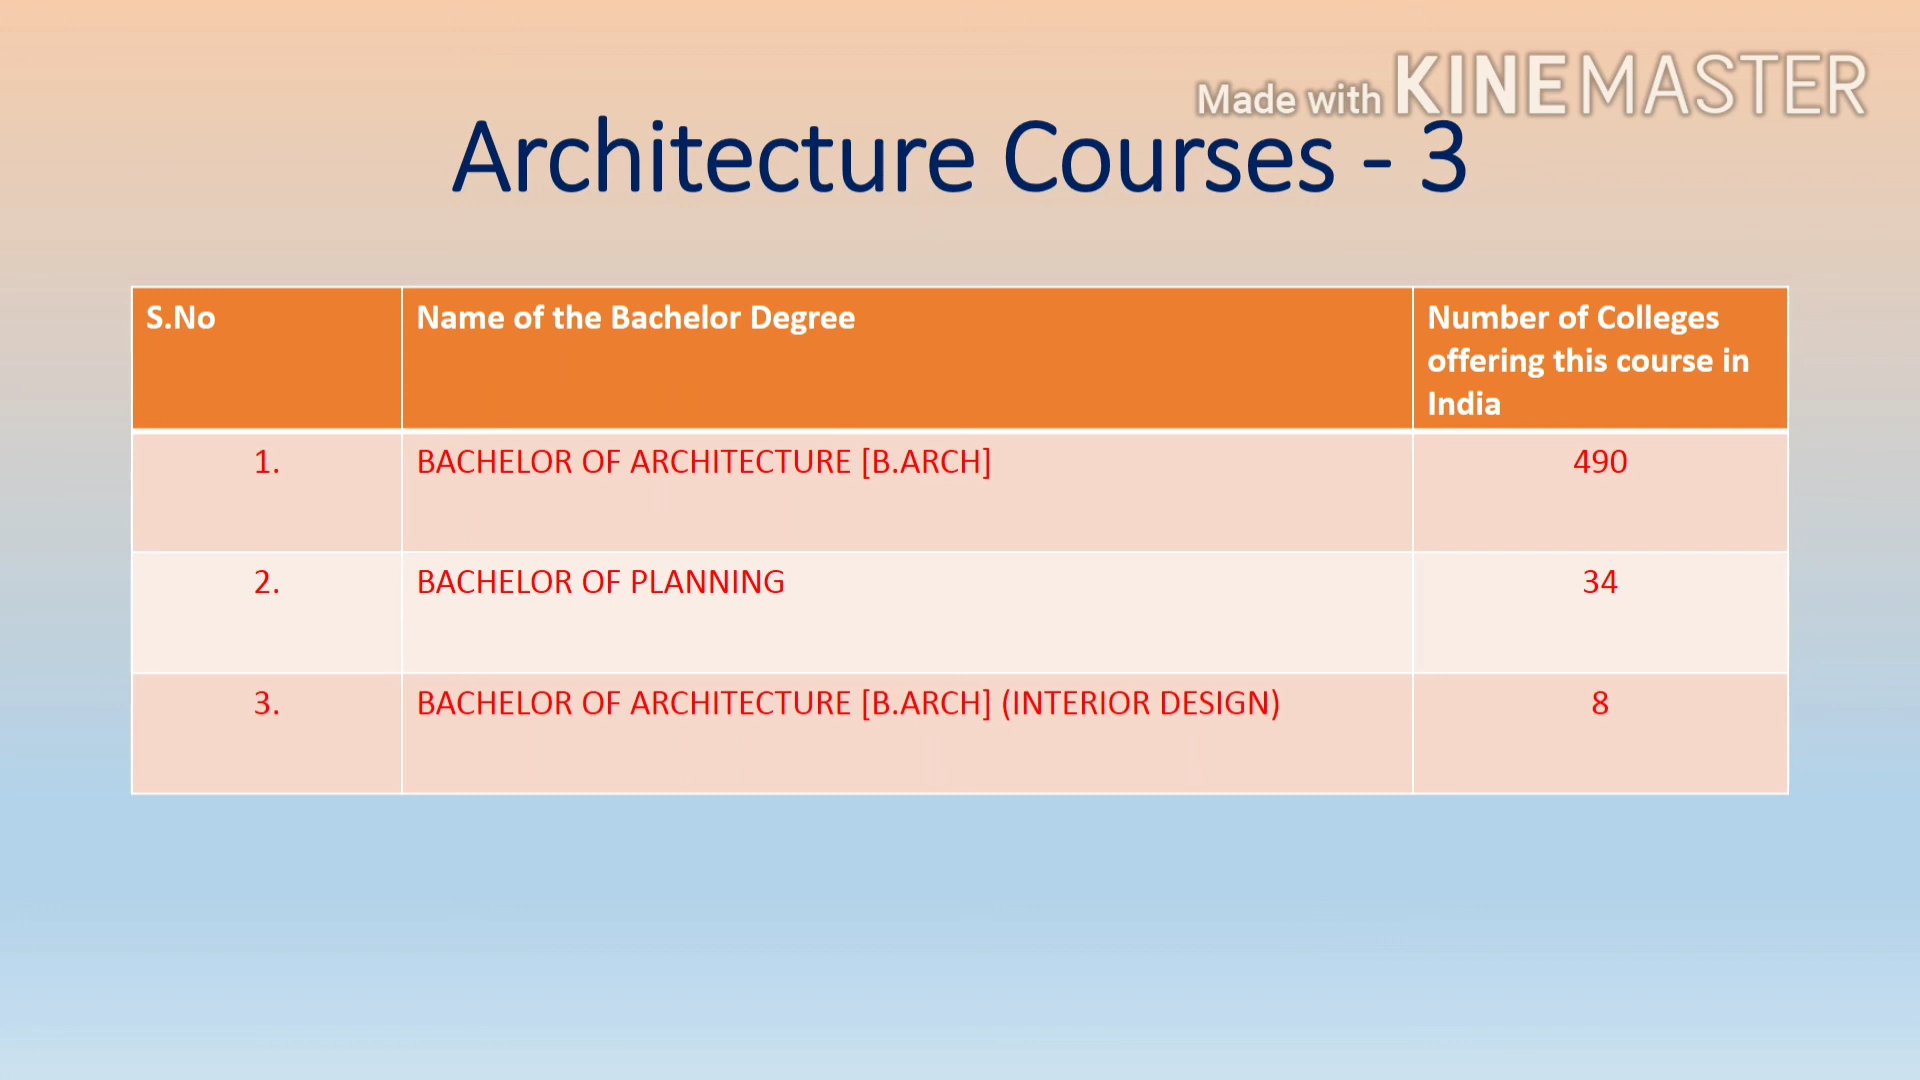 Made with KINEMASTER
Architecture Courses - 3
S.No
Name of the Bachelor Degree
Number of Colleges
offering this course in
India
1.
BACHELOR OF ARCHITECTURE [B.ARCH]
490
2.
BACHELOR OF PLANNING
34
3.
BACHELOR OF ARCHITECTURE [B.ARCH] (INTERIOR DESIGN)
8